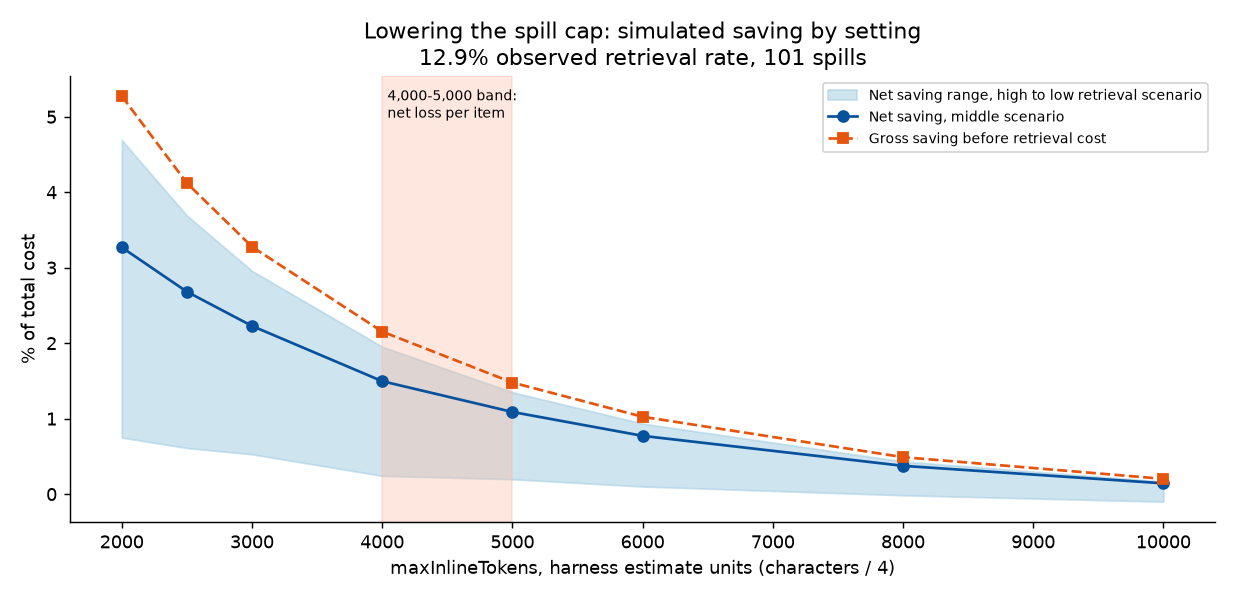 Lowering the spill cap: simulated saving by setting
12.9% observed retrieval rate, 101 spills
4,000-5,000 band:
net loss per item
Net saving range, high to low retrieval scenario
Net saving, middle scenario
Gross saving before retrieval cost
% of total cost
5
4
3
2
1
0
2000 3000 4000 5000 6000 7000 8000 9000 10000
maxInlineTokens, harness estimate units (characters / 4)